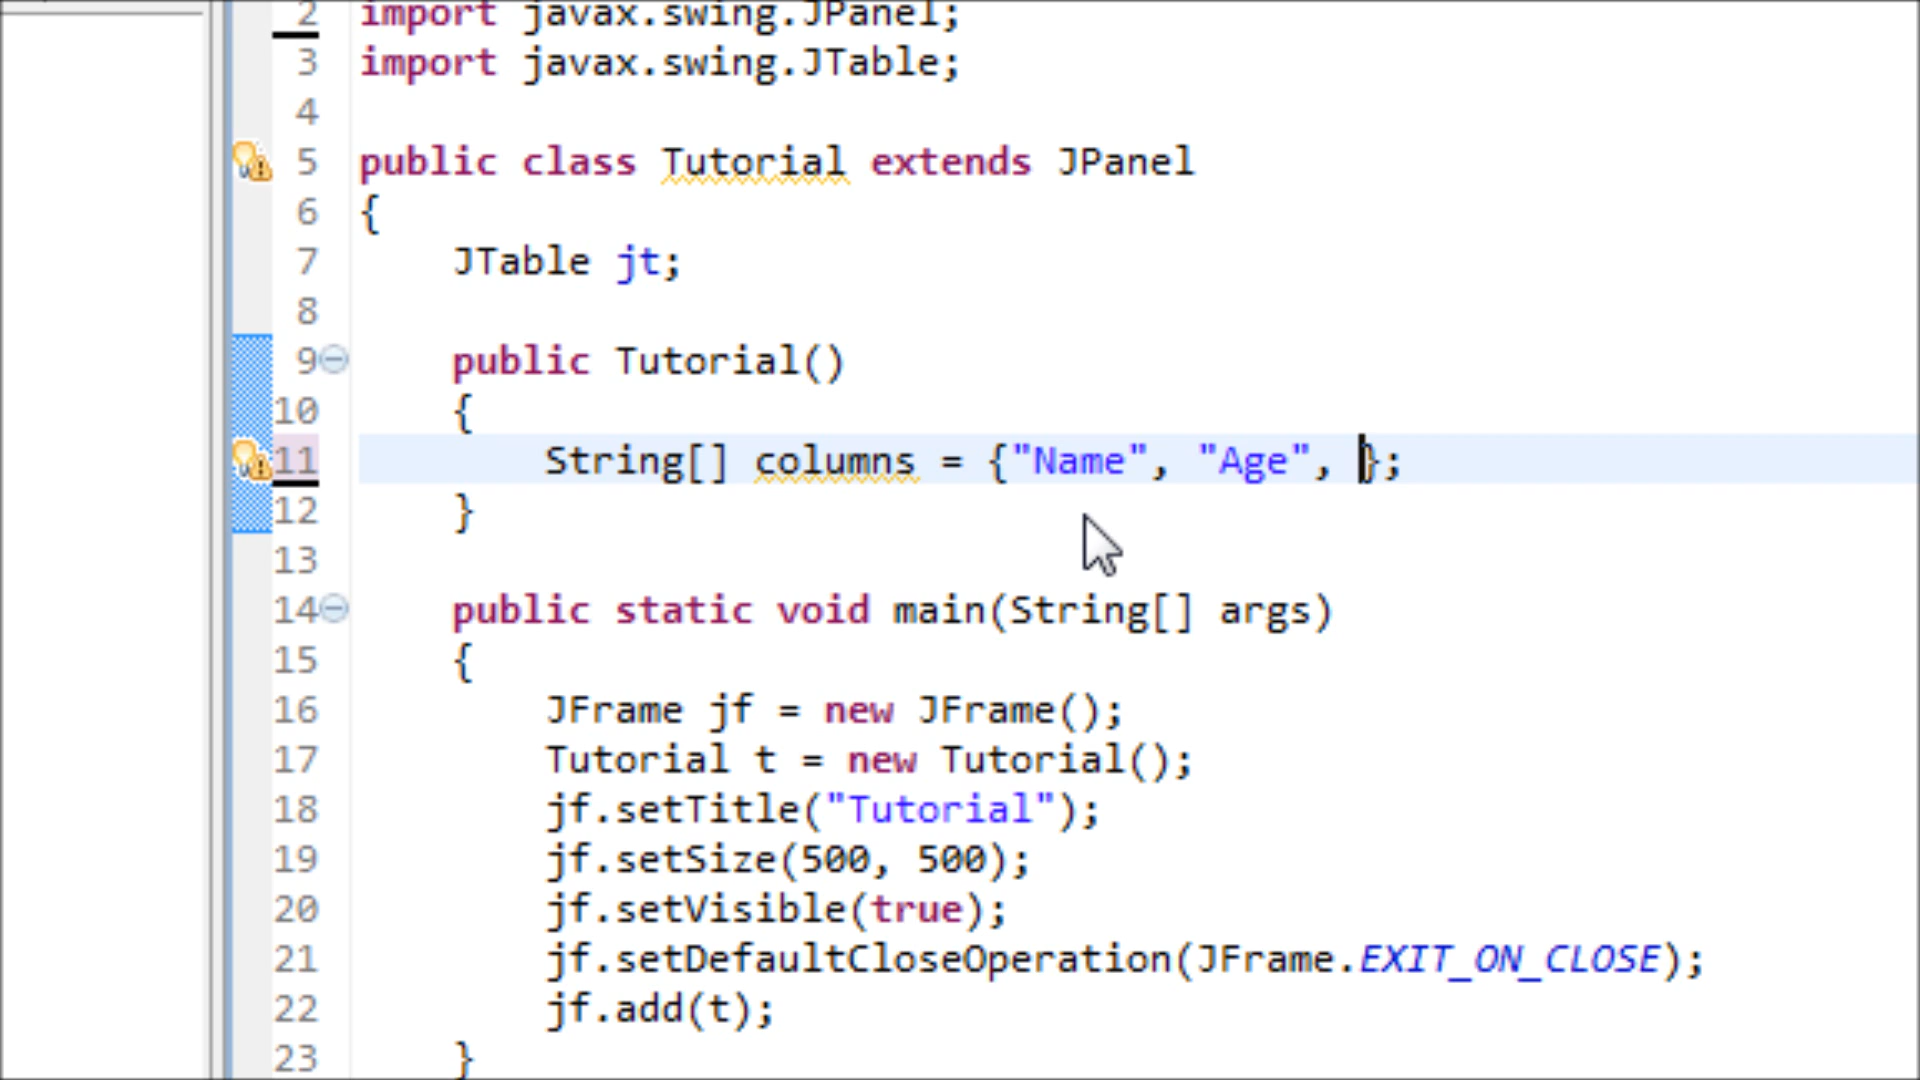 2 import javax.swing.JPanel;
3 import javax.swing.JTable;
4
5 public class Tutorial extends JPanel
6 {
7 JTable jt;
8
9 public Tutorial()
10 {
11 String[] columns = {"Name", "Age", };
12 }
13
14 public static void main(String[] args)
15 {
16 JFrame jf = new JFrame();
17 Tutorial t = new Tutorial();
18 jf.setTitle("Tutorial");
19 jf.setSize(500, 500);
20 jf.setVisible(true);
21 jf.setDefaultCloseOperation(JFrame.EXIT_ON_CLOSE);
22 jf.add(t);
23 }